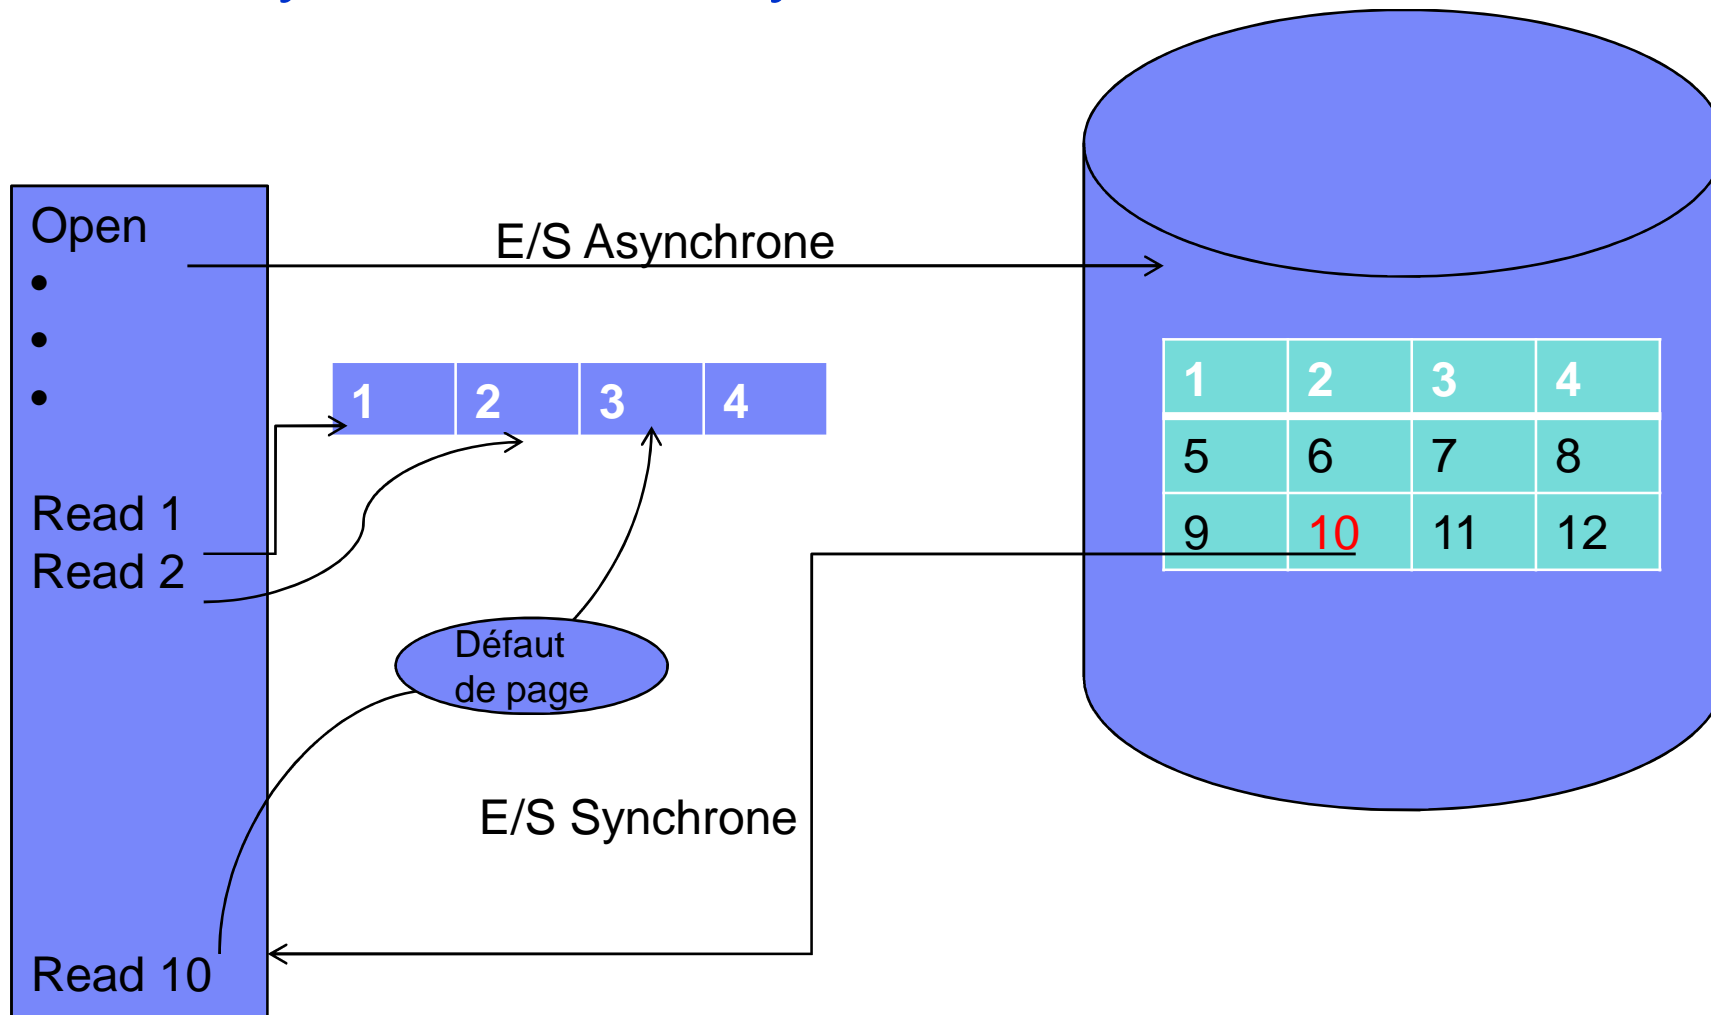 Open
•
•
•
Read 1
Read 2
Read 10
E/S Asynchrone
1 2 3 4
Défaut
de page
E/S Synchrone
1 2 3 4
5 6 7 8
9 10 11 12